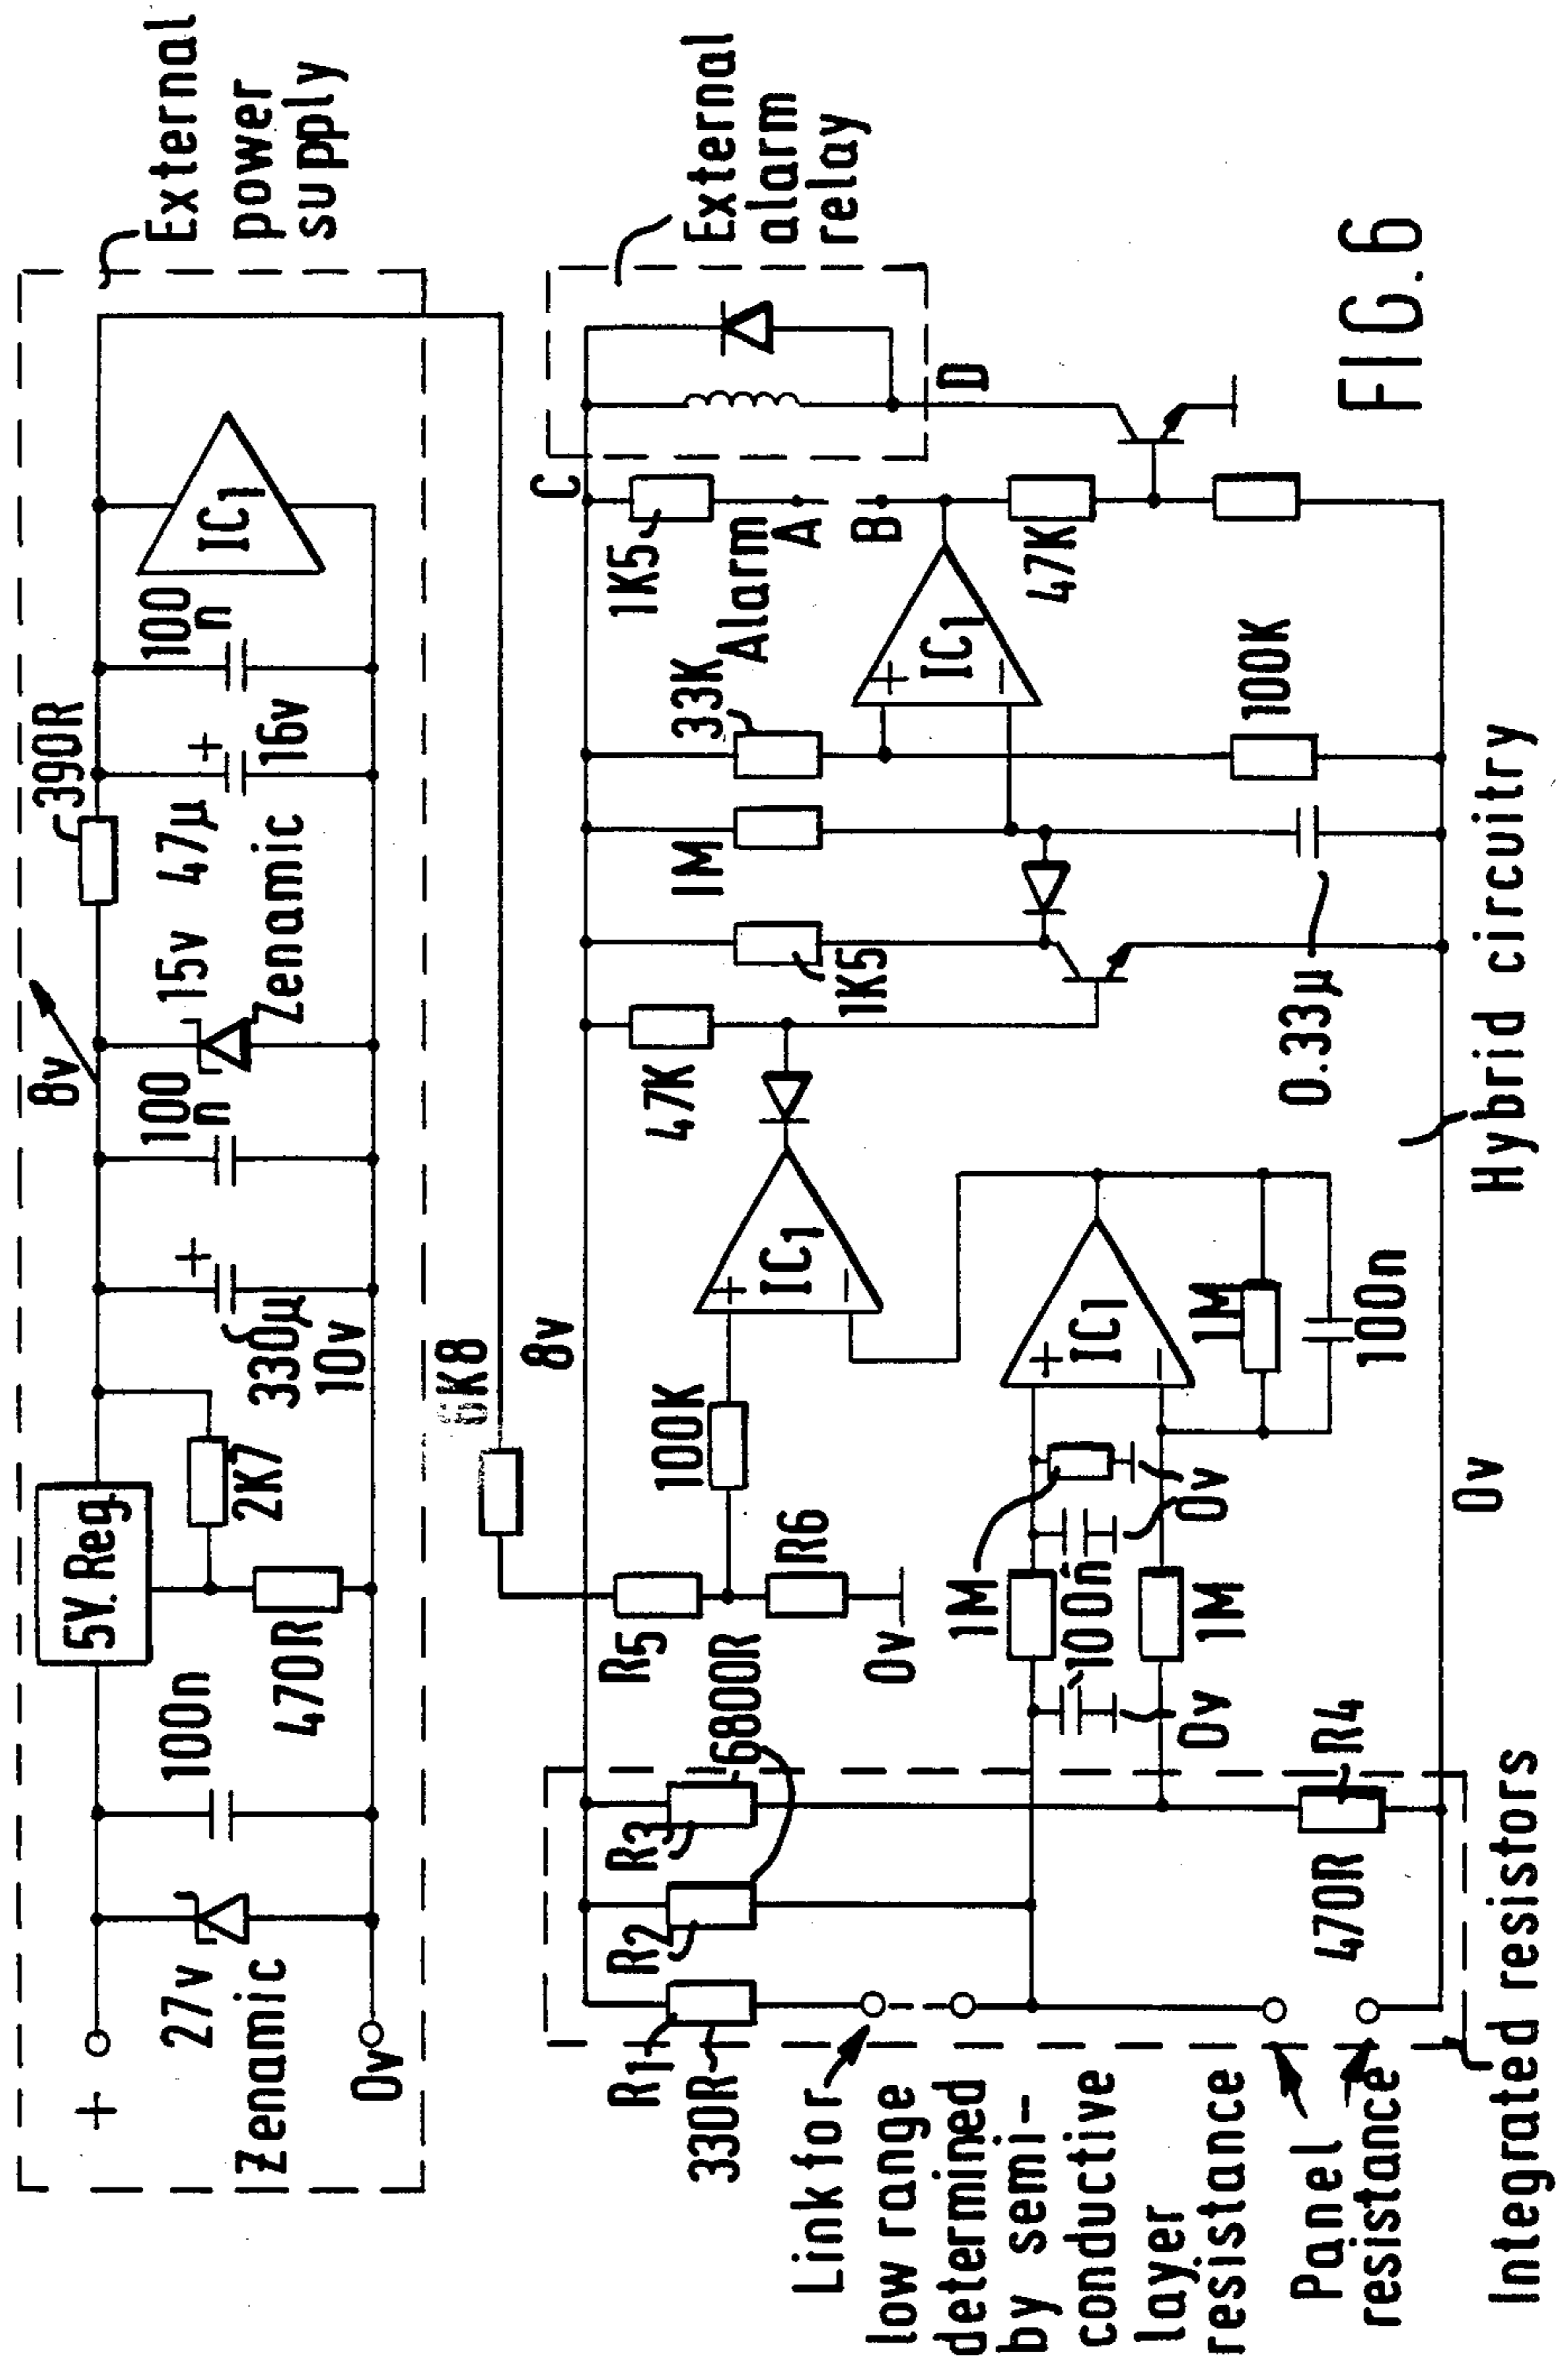 External
power
supply
+
27v
Zenamic
0v
100n
5V.Reg.
470R
2K7
330µ
10v
+
100
n
8v
15v
Zenamic
390R
47µ
+
16v
100
n
IC1
6K8
8v
External
alarm
relay
C
D
R1
330R
R2
R3
6800R
R4
470R
R5
R6
0v
100K
+
-
IC1
47K
1K5
1M
33K
1K5
Alarm
A
B
+
-
IC1
47K
100K
0.33µ
1M
100n
0v
0v
1M
+
-
IC1
1M
100n
0v
Link for
low range
determined
by semi-
conductive
layer
resistance
Panel
resistance
Integrated resistors
Hybrid circuitry
FIG.6